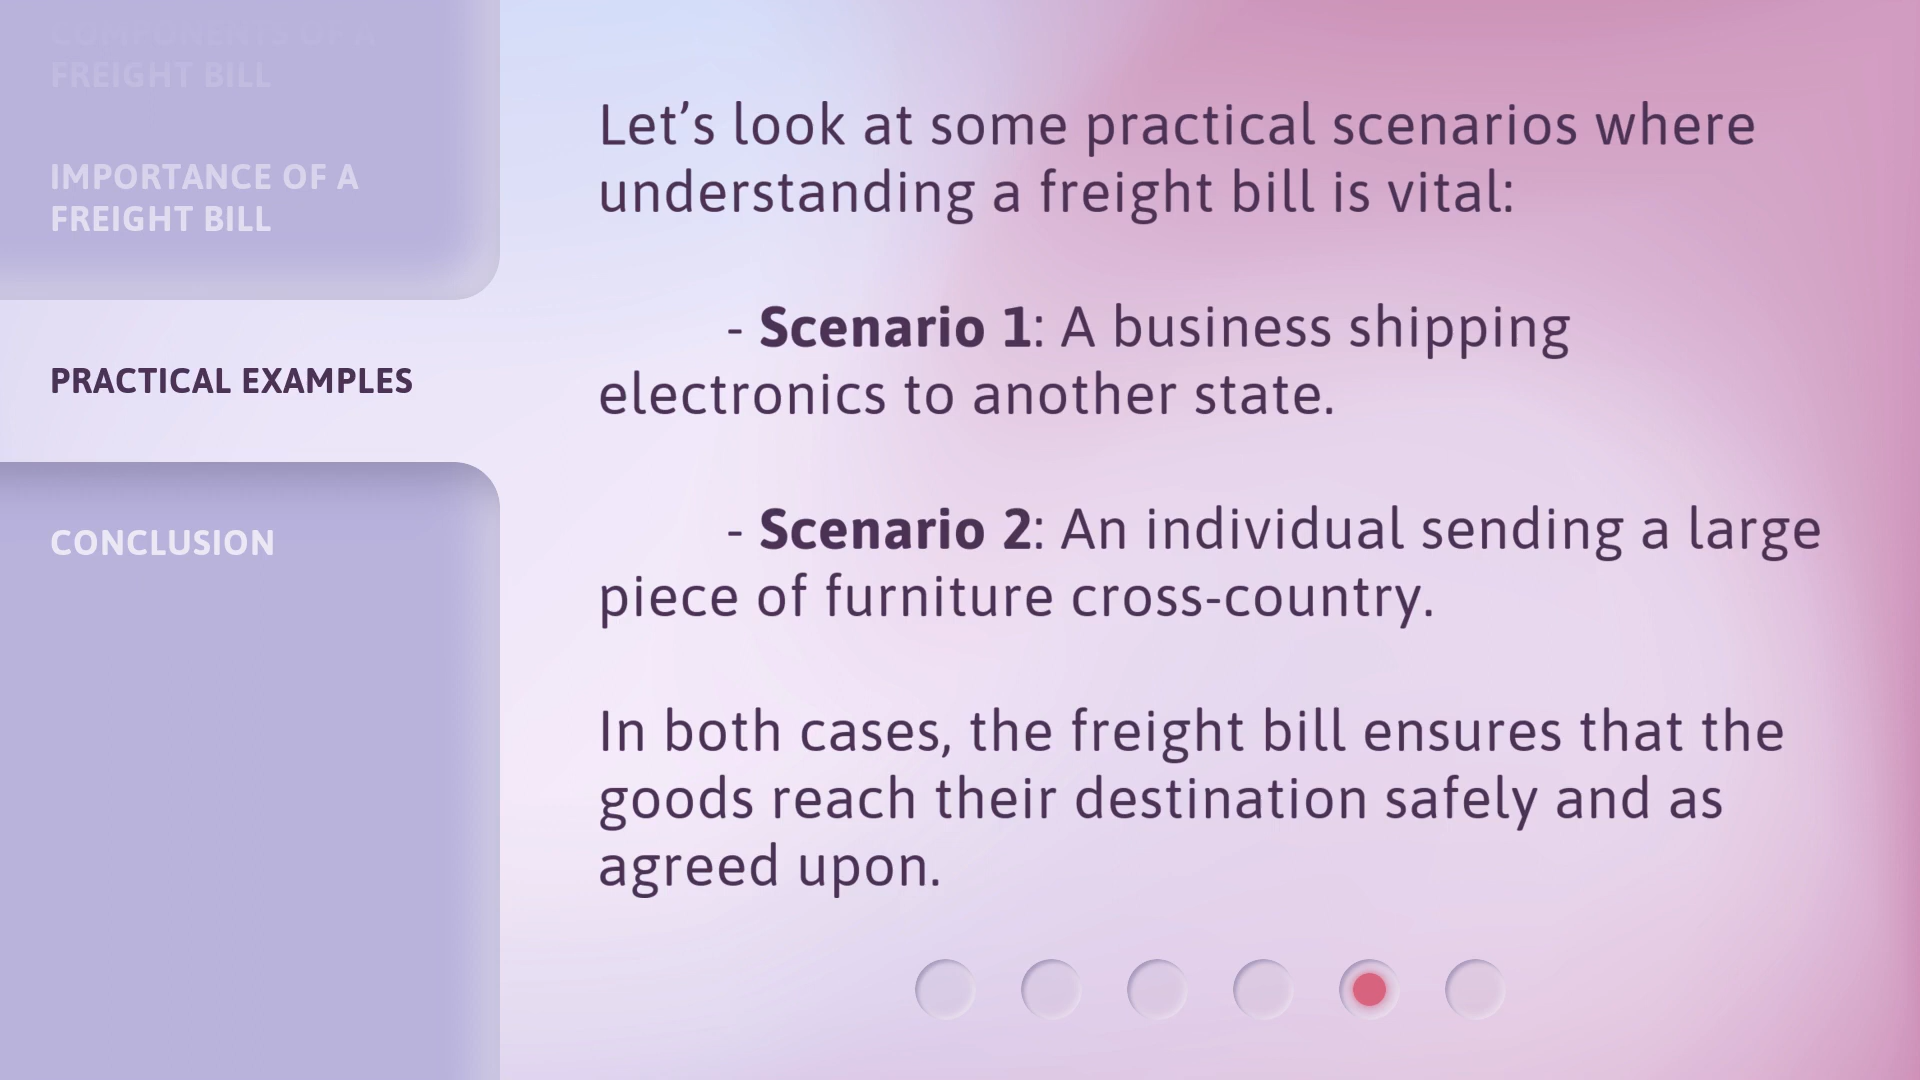 COMPONENTS OF A
FREIGHT BILL
IMPORTANCE OF A
FREIGHT BILL
PRACTICAL EXAMPLES
CONCLUSION
Let’s look at some practical scenarios where
understanding a freight bill is vital:
- Scenario 1: A business shipping
electronics to another state.
- Scenario 2: An individual sending a large
piece of furniture cross-country.
In both cases, the freight bill ensures that the
goods reach their destination safely and as
agreed upon.